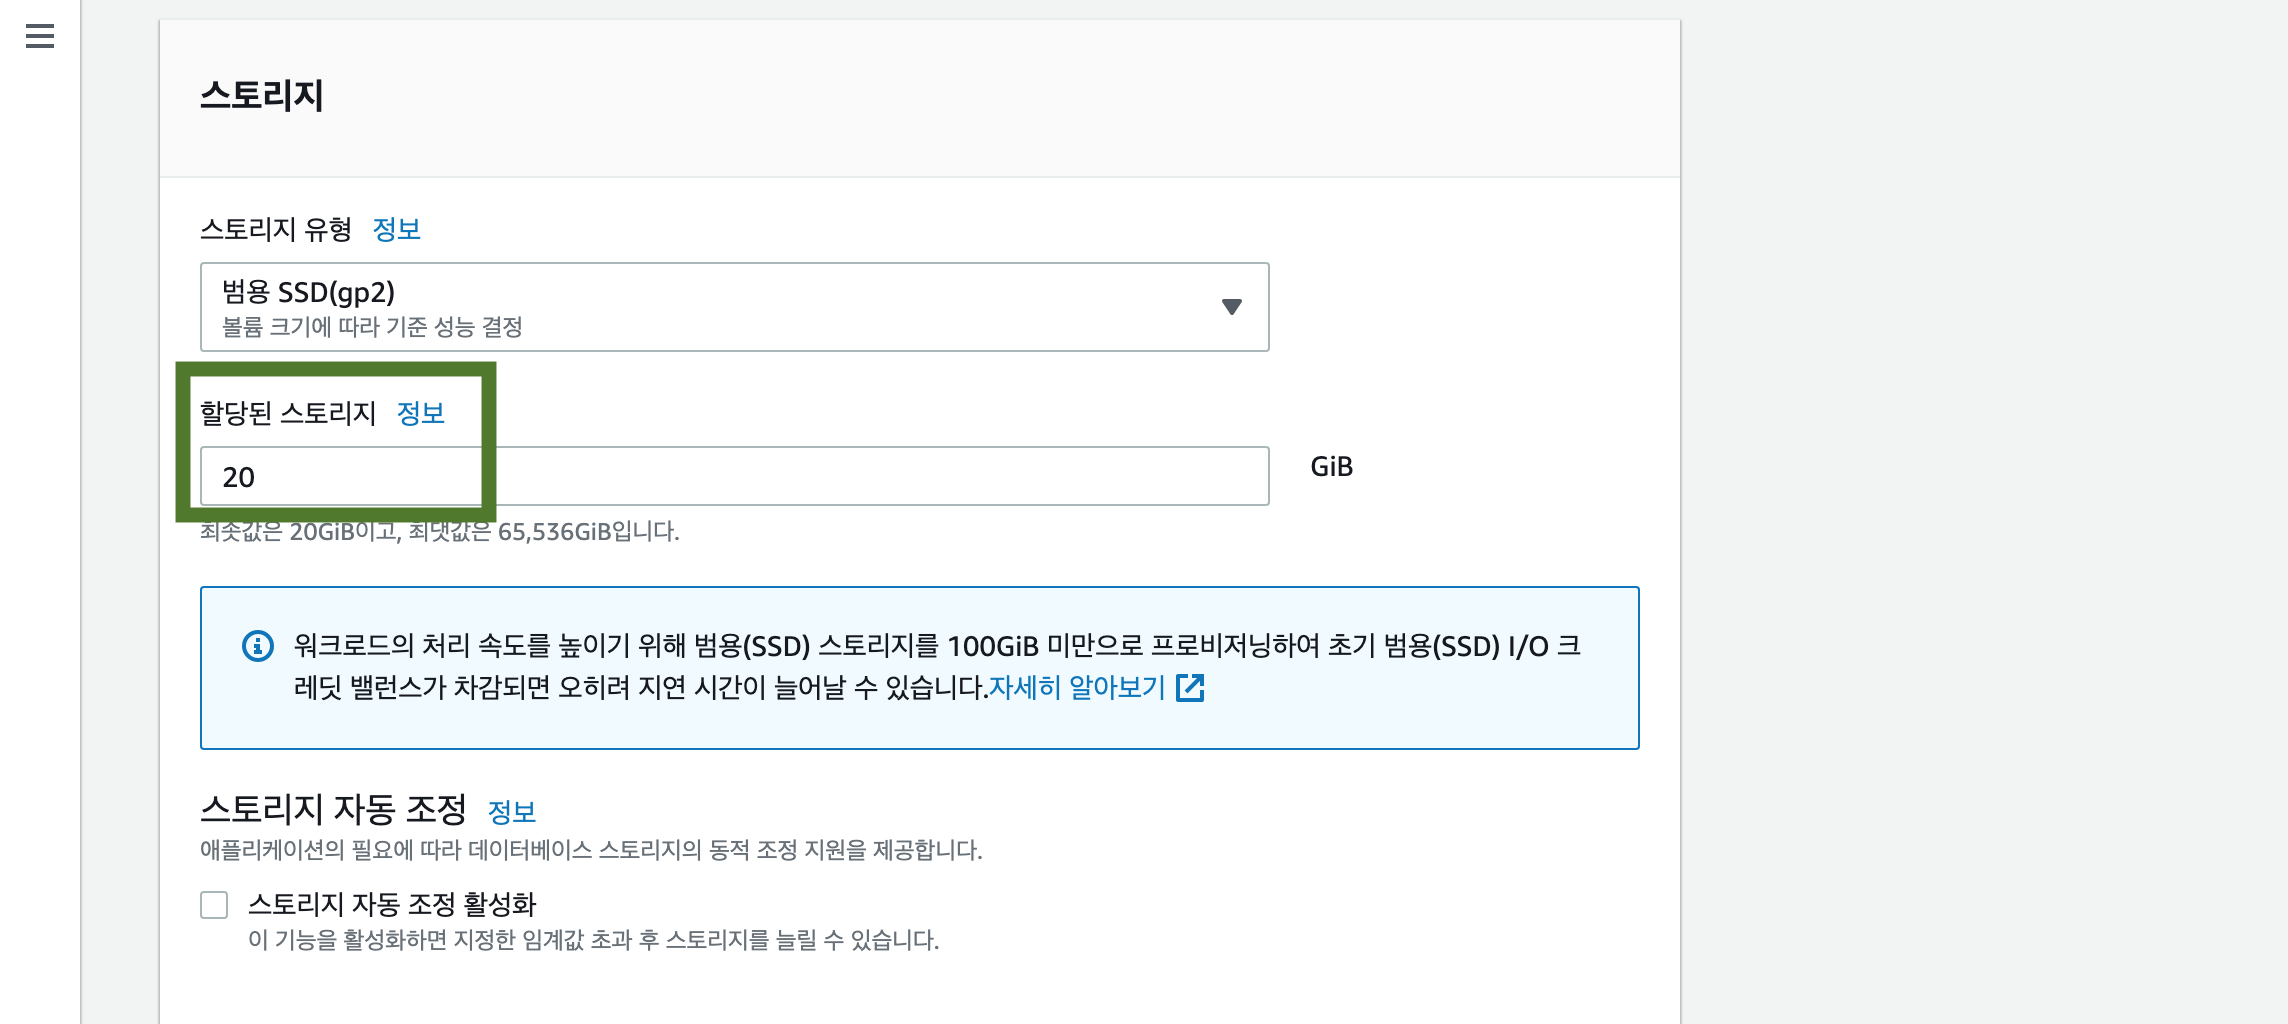 스토리지
스토리지 유형 정보
범용 SSD(gp2)
볼륨 크기에 따라 기준 성능 결정
할당된 스토리지 정보
20
GiB
최솟값은 20GiB이고, 최댓값은 65,536GiB입니다.
워크로드의 처리 속도를 높이기 위해 범용(SSD) 스토리지를 100GiB 미만으로 프로비저닝하여 초기 범용(SSD) I/O 크
레딧 밸런스가 차감되면 오히려 지연 시간이 늘어날 수 있습니다.자세히 알아보기
스토리지 자동 조정 정보
애플리케이션의 필요에 따라 데이터베이스 스토리지의 동적 조정 지원을 제공합니다.
스토리지 자동 조정 활성화
이 기능을 활성화하면 지정한 임계값 초과 후 스토리지를 늘릴 수 있습니다.